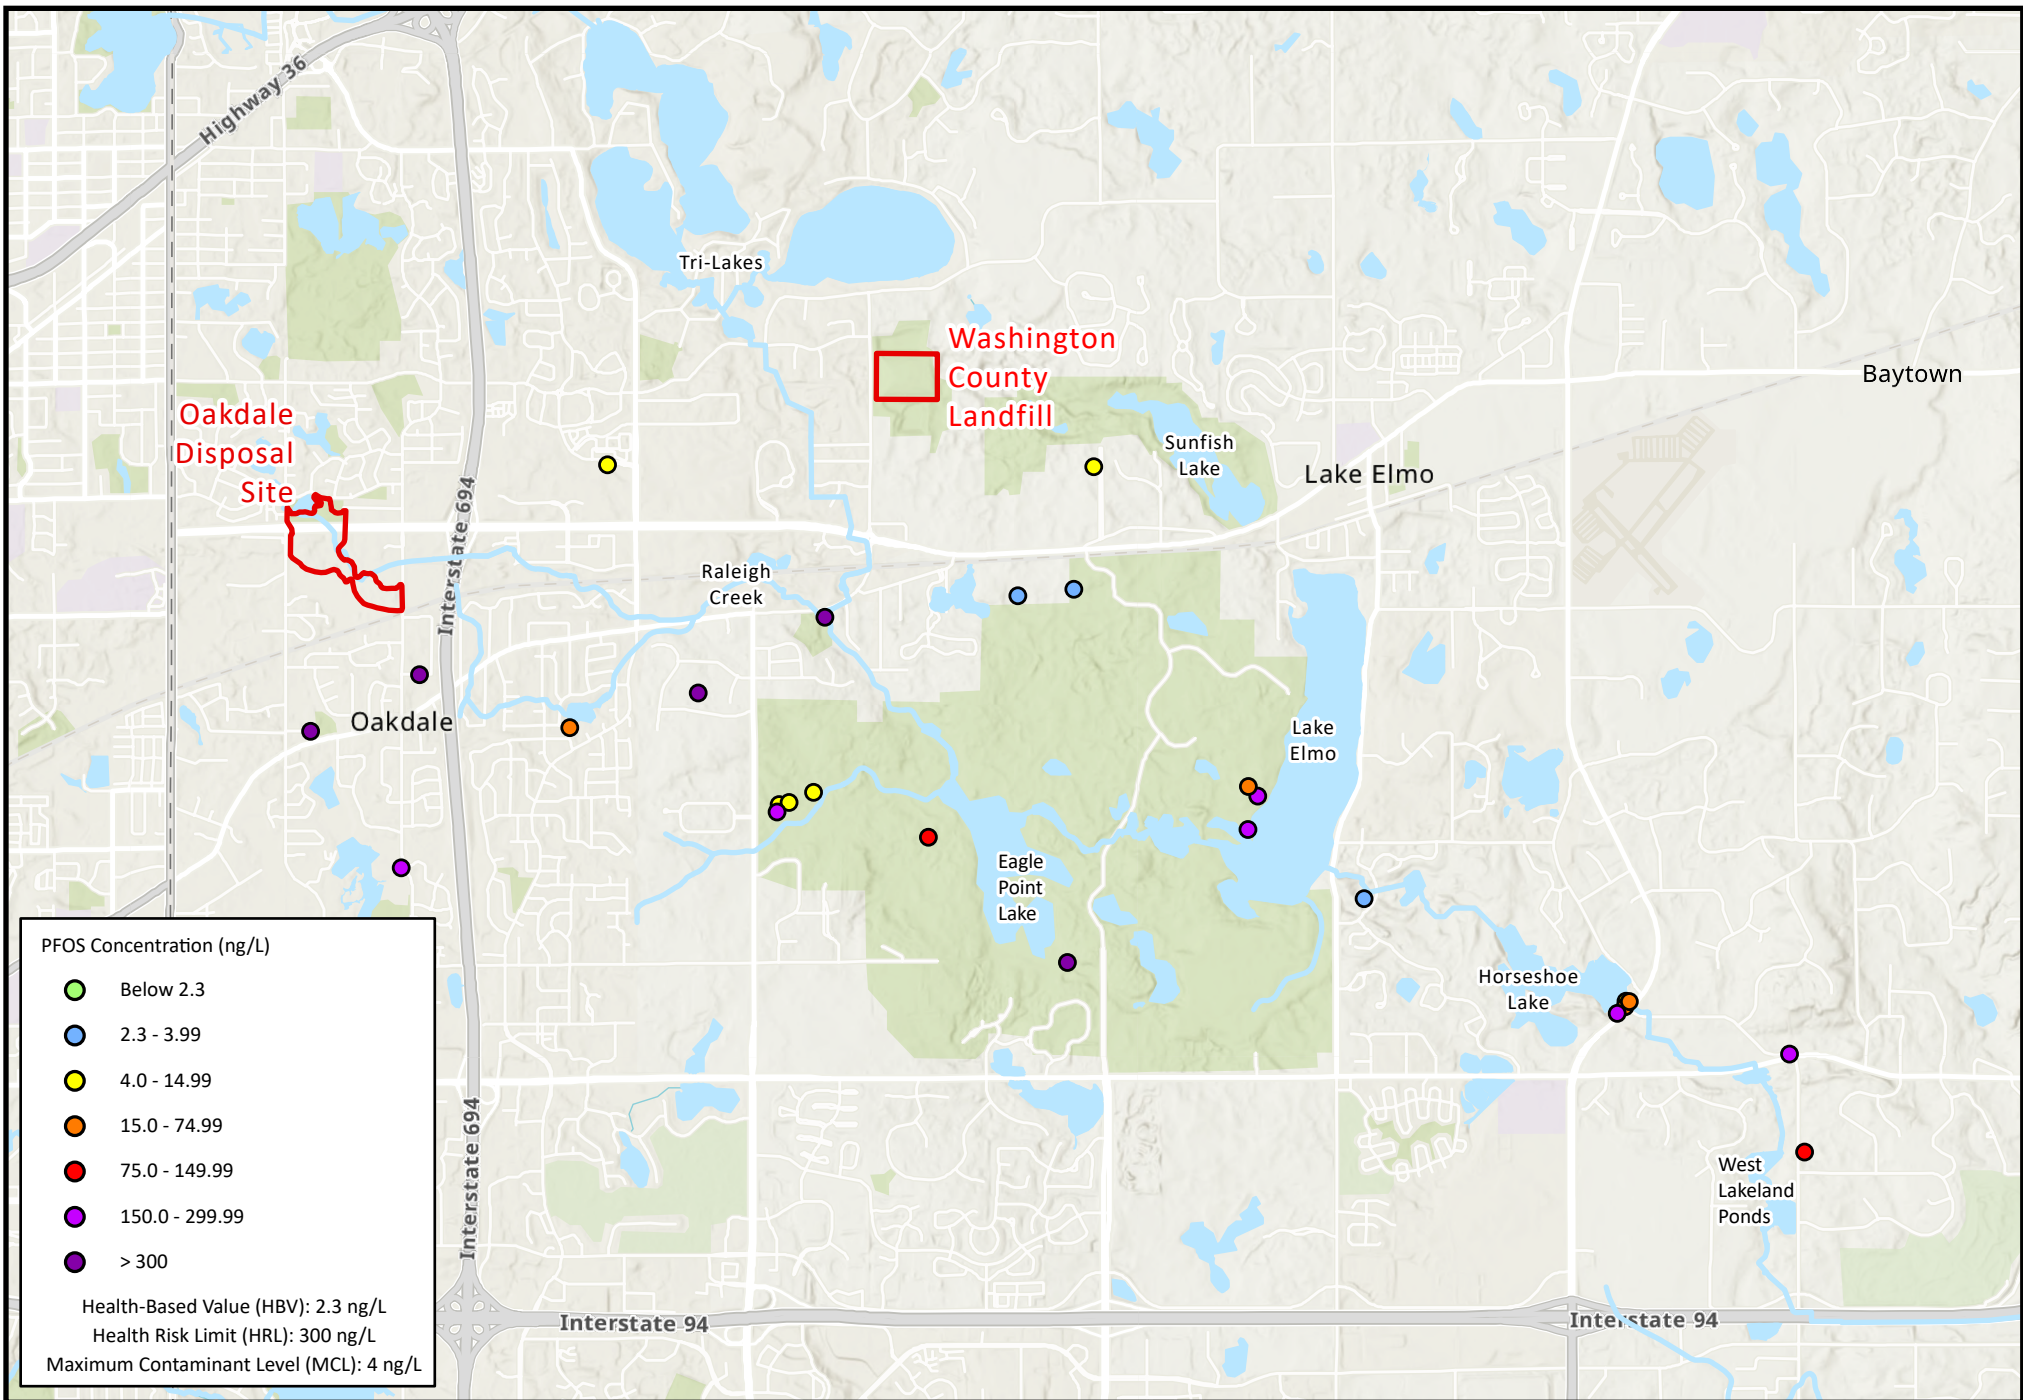 Highway 36
Tri-Lakes
Washington
County
Landfill
Baytown
Oakdale
Disposal
Site
Sunfish
Lake
Lake Elmo
Interstate 694
Raleigh
Creek
Oakdale
Lake
Elmo
Eagle
Point
Lake
Horseshoe
Lake
West
Lakeland
Ponds
Interstate 694
Interstate 94
Interstate 94
PFOS Concentration (ng/L)
Below 2.3
2.3 - 3.99
4.0 - 14.99
15.0 - 74.99
75.0 - 149.99
150.0 - 299.99
> 300
Health-Based Value (HBV): 2.3 ng/L
Health Risk Limit (HRL): 300 ng/L
Maximum Contaminant Level (MCL): 4 ng/L